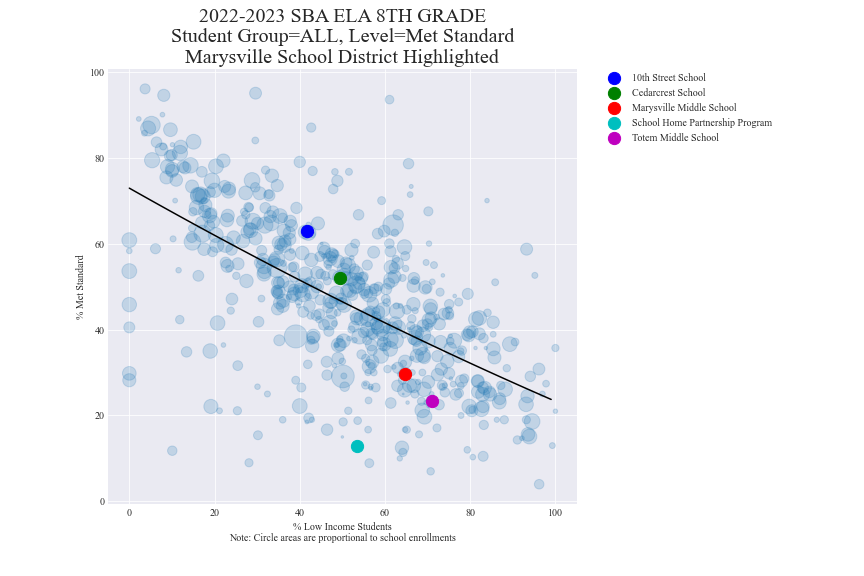 2022-2023 SBA ELA 8TH GRADE
Student Group=ALL, Level=Met Standard
Marysville School District Highlighted
10th Street School
Cedarcrest School
Marysville Middle School
School Home Partnership Program
Totem Middle School
% Met Standard
100
80
60
40
20
0
0 20 40 60 80 100
% Low Income Students
Note: Circle areas are proportional to school enrollments